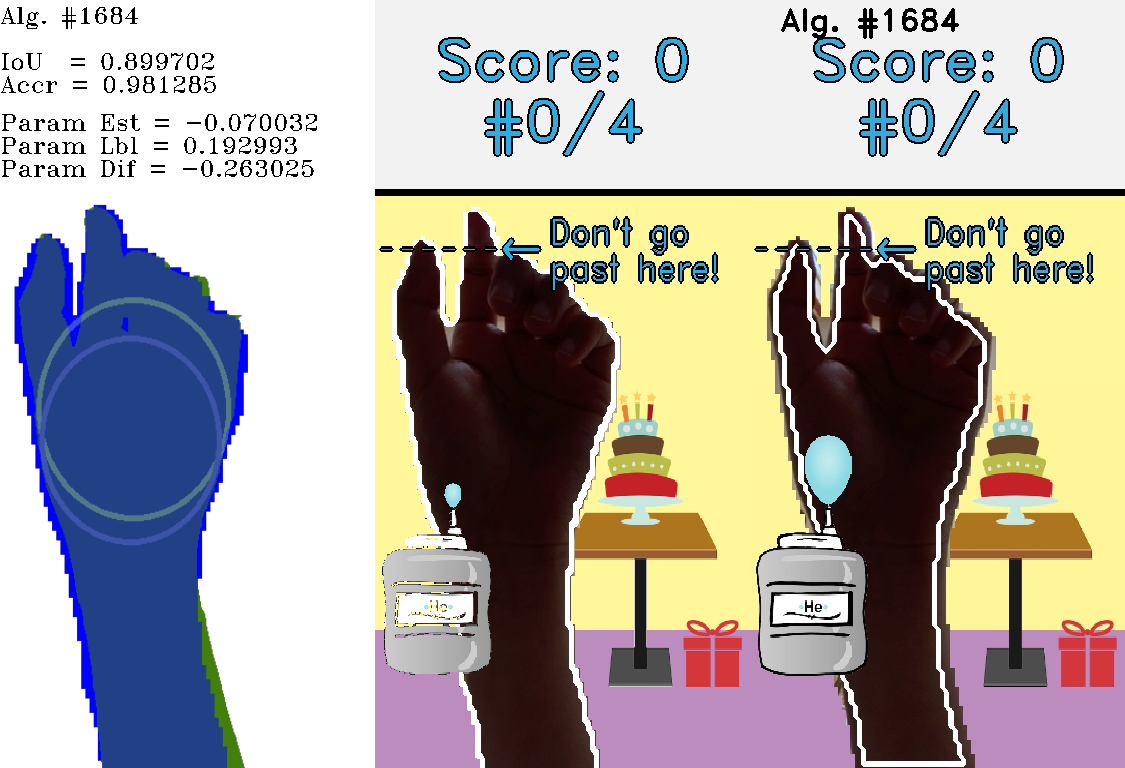 Alg. #1684
IoU = 0.899702
Accr = 0.981285
Param Est = -0.070032
Param Lbl = 0.192993
Param Dif = -0.263025
Score: 0
#0/4
Don't go
past here!
He
Alg. #1684
Score: 0
#0/4
Don't go
past here!
He